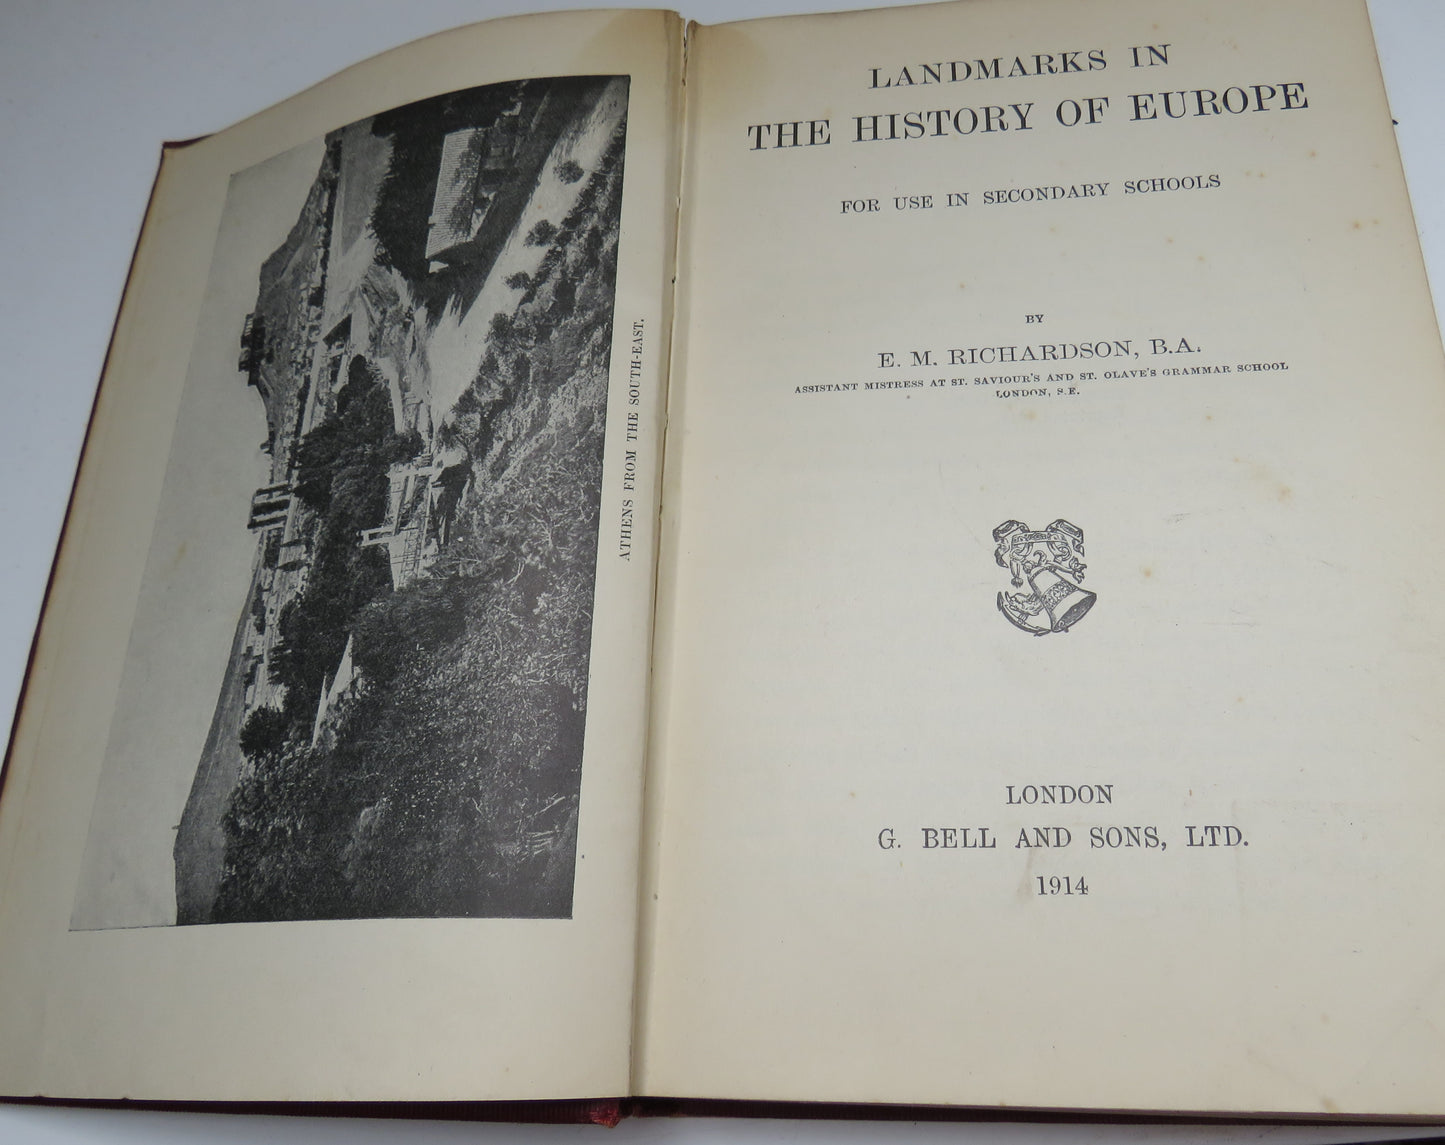 ATHENS FROM THE SOUTH-EAST.
LANDMARKS IN
THE HISTORY OF EUROPE
FOR USE IN SECONDARY SCHOOLS
BY
E. M. RICHARDSON, B.A.
ASSISTANT MISTRESS AT ST. SAVIOUR'S AND ST. OLAVE'S GRAMMAR SCHOOL
LONDON, S.E.
LONDON
G. BELL AND SONS, LTD.
1914